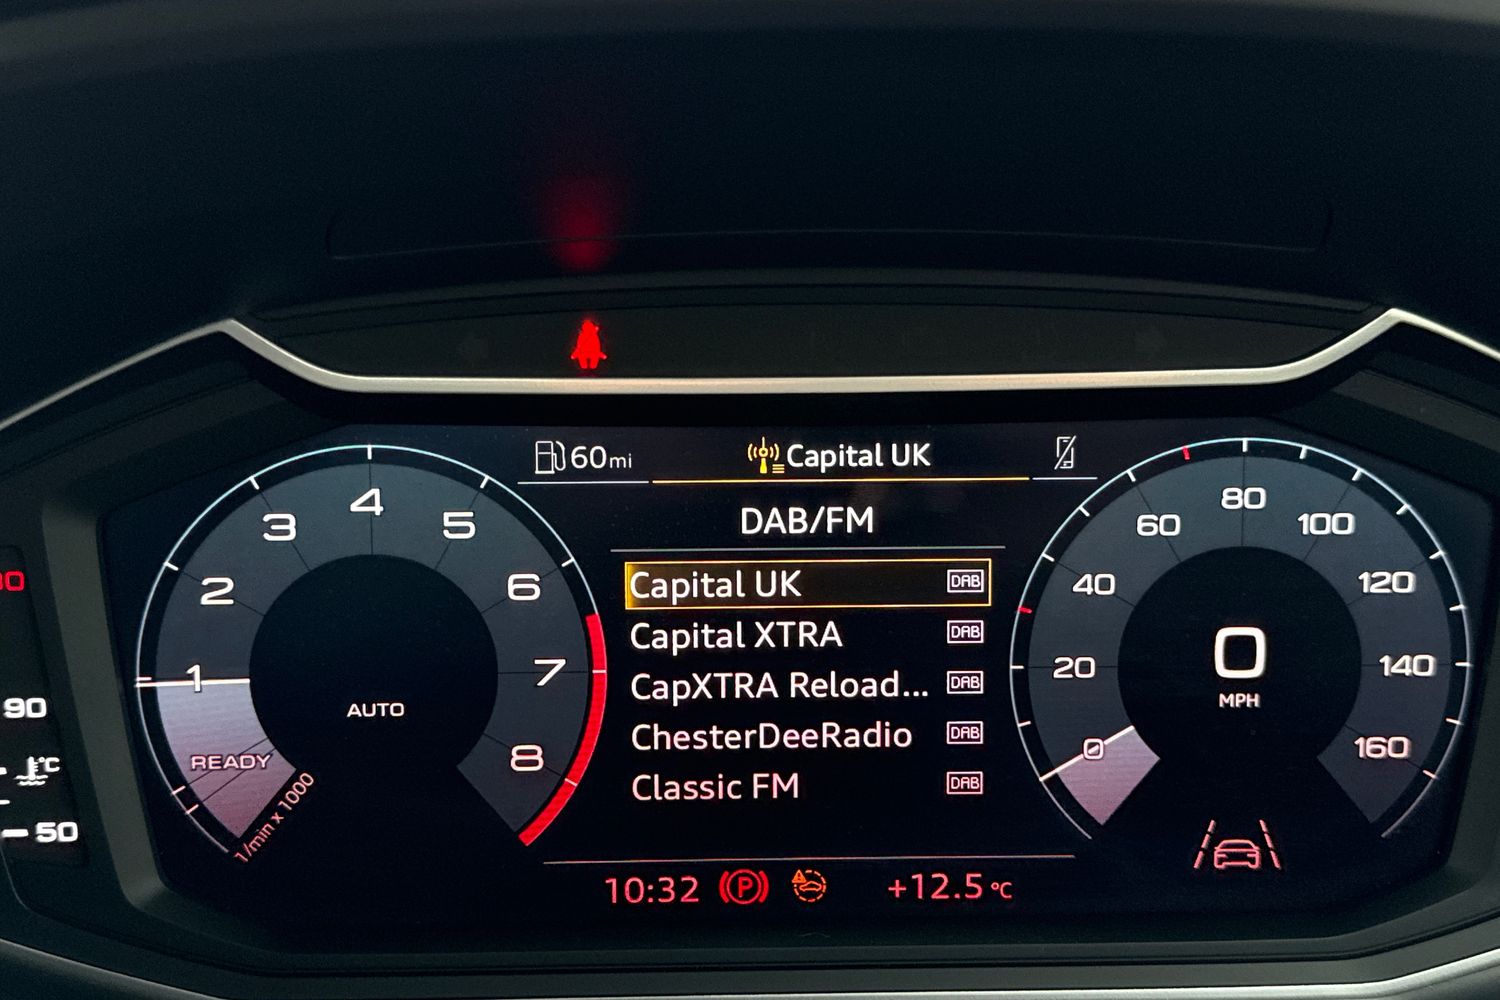 60mi
Capital UK
DAB/FM
Capital UK DAB
Capital XTRA DAB
CapXTRA Reload... DAB
ChesterDeeRadio DAB
Classic FM DAB
10:32 P +12.5 °C
1 2 3 4 5 6 7 8
AUTO
READY
1/min x 1000
0 20 40 60 80 100 120 140 160
0
MPH
90
°C
50